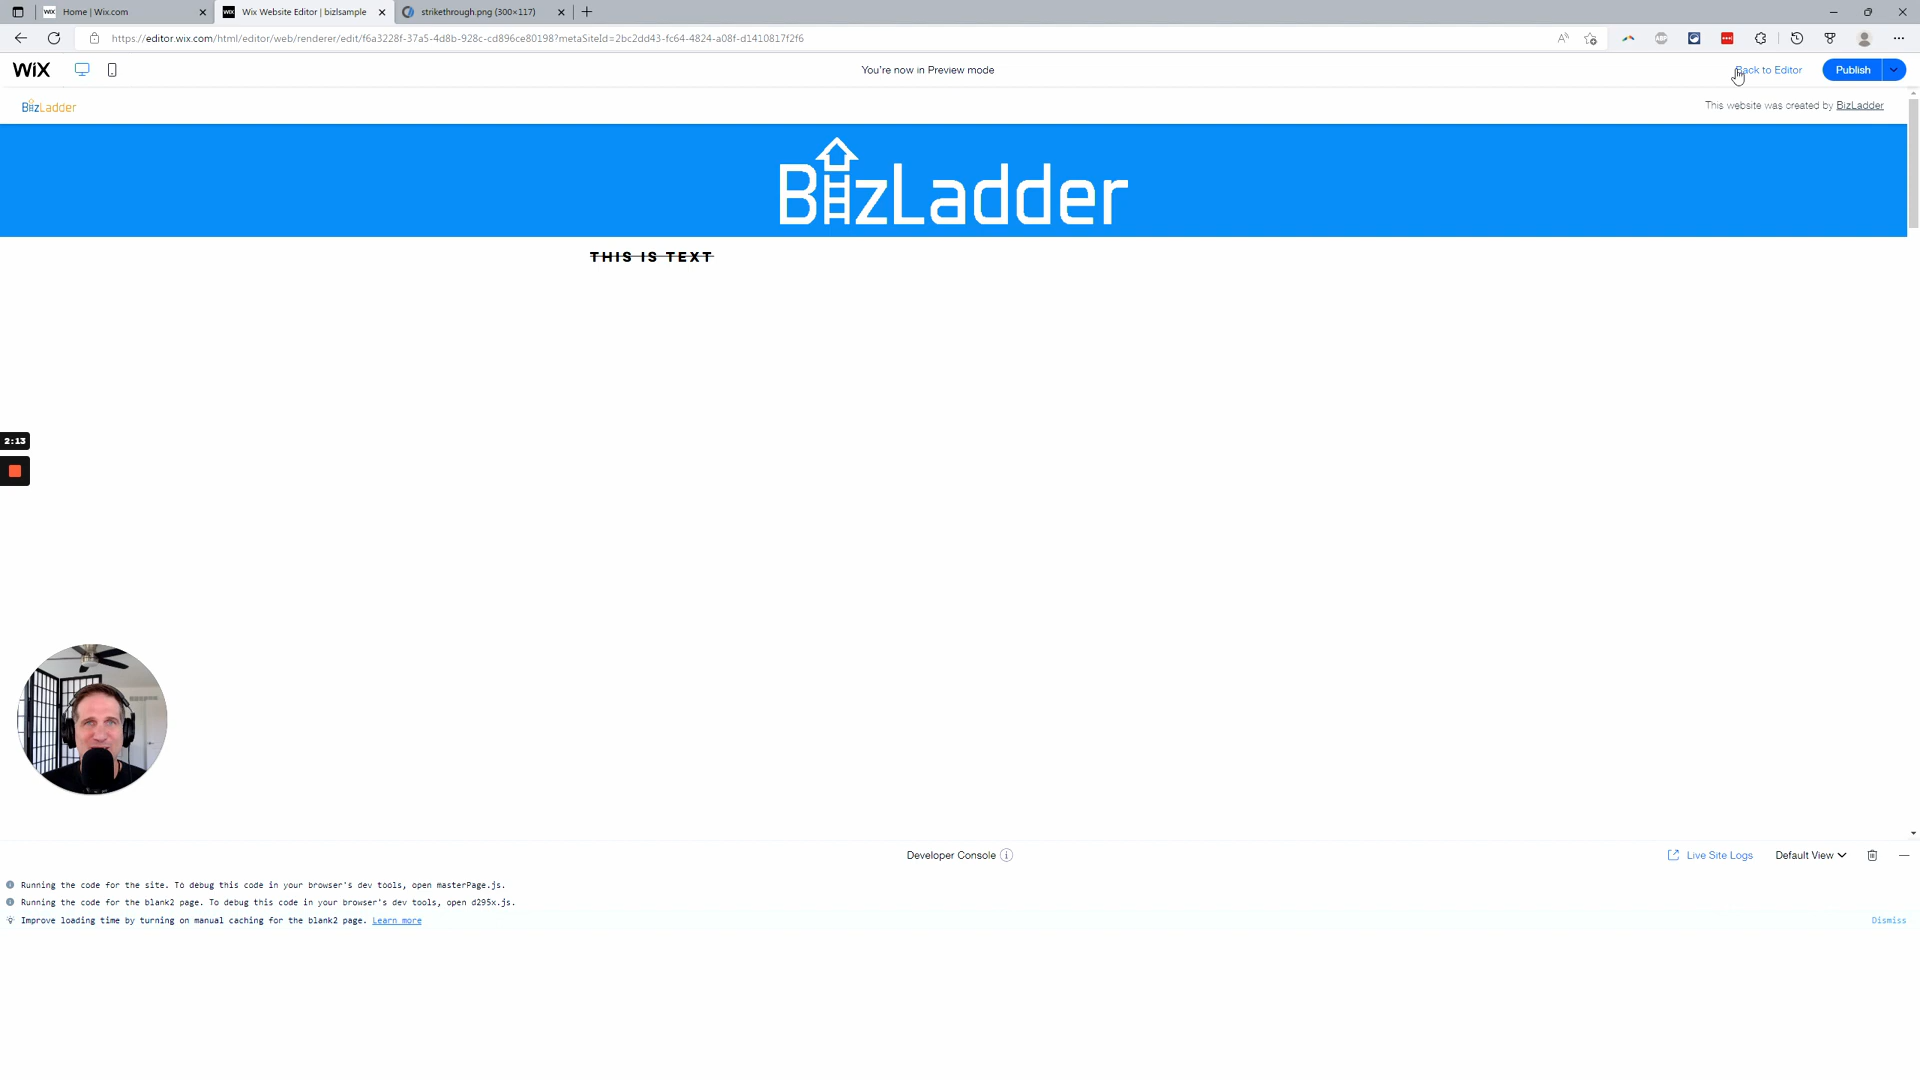 Home | Wix.com
Wix Website Editor | bizlsample
strikethrough.png (300×117)
https://editor.wix.com/html/editor/web/renderer/edit/f6a3228f-37a5-4d8b-928c-cd896ce80198?metaSiteId=2bc2dd43-fc64-4824-a08f-d1410817f2f6
WiX
You're now in Preview mode
Back to Editor
Publish
BizLadder
This website was created by BizLadder
BizLadder
THIS IS TEXT
2:13
Developer Console
Live Site Logs
Default View
Running the code for the site. To debug this code in your browser's dev tools, open masterPage.js.
Running the code for the blank2 page. To debug this code in your browser's dev tools, open d295x.js.
Improve loading time by turning on manual caching for the blank2 page. Learn more
Dismiss